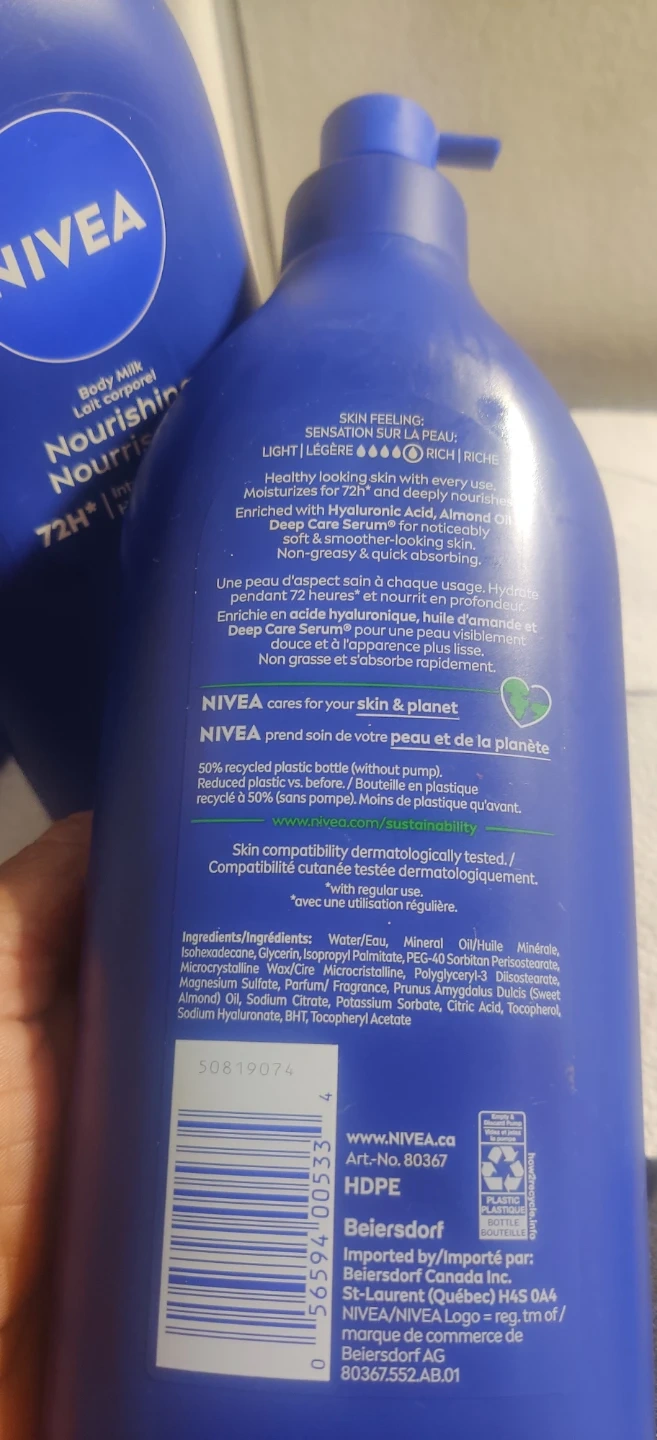 NIVEA
Body Milk
Lait corporel
72H*
SKIN FEELING:
SENSATION SUR LA PEAU:
LIGHT | LÉGÈRE RICH | RICHE
Healthy looking skin with every use.
Moisturizes for 72h* and deeply nourishes
Enriched with Hyaluronic Acid, Almond Oil
Deep Care Serum® for noticeably
soft & smoother-looking skin.
Non-greasy & quick absorbing.
Une peau d'aspect sain à chaque usage. Hydrate
pendant 72 heures* et nourrit en profondeur.
Enrichie en acide hyaluronique, huile d'amande et
Deep Care Serum® pour une peau visiblement
douce et à l'apparence plus lisse.
Non grasse et s'absorbe rapidement.
NIVEA cares for your skin & planet
NIVEA prend soin de votre peau et de la planète
50% recycled plastic bottle (without pump).
Reduced plastic vs. before. / Bouteille en plastique
recyclé à 50% (sans pompe). Moins de plastique qu'avant.
www.nivea.com/sustainability
Skin compatibility dermatologically tested. /
Compatibilité cutanée testée dermatologiquement.
*with regular use.
*avec une utilisation régulière.
Ingredients/Ingrédients: Water/Eau, Mineral Oil/Huile Minérale,
Isohexadecane, Glycerin, Isopropyl Palmitate, PEG-40 Sorbitan Perisostearate,
Microcrystalline Wax/Cire Microcristalline, Polyglyceryl-3 Diisostearate,
Magnesium Sulfate, Parfum/ Fragrance, Prunus Amygdalus Dulcis (Sweet
Almond) Oil, Sodium Citrate, Potassium Sorbate, Citric Acid, Tocopherol,
Sodium Hyaluronate, BHT, Tocopheryl Acetate
50819074
0 56594 00533 4
www.NIVEA.ca
Art.-No. 80367
HDPE
Beiersdorf
Imported by/Importé par:
Beiersdorf Canada Inc.
St-Laurent (Québec) H4S 0A4
NIVEA/NIVEA Logo = reg. tm of /
marque de commerce de
Beiersdorf AG
80367.552.AB.01
Empty &
Discard Pump
Videz et jetez
la pompe
PLASTIC
PLASTIQUE
BOTTLE
BOUTEILLE
how2recycle.info